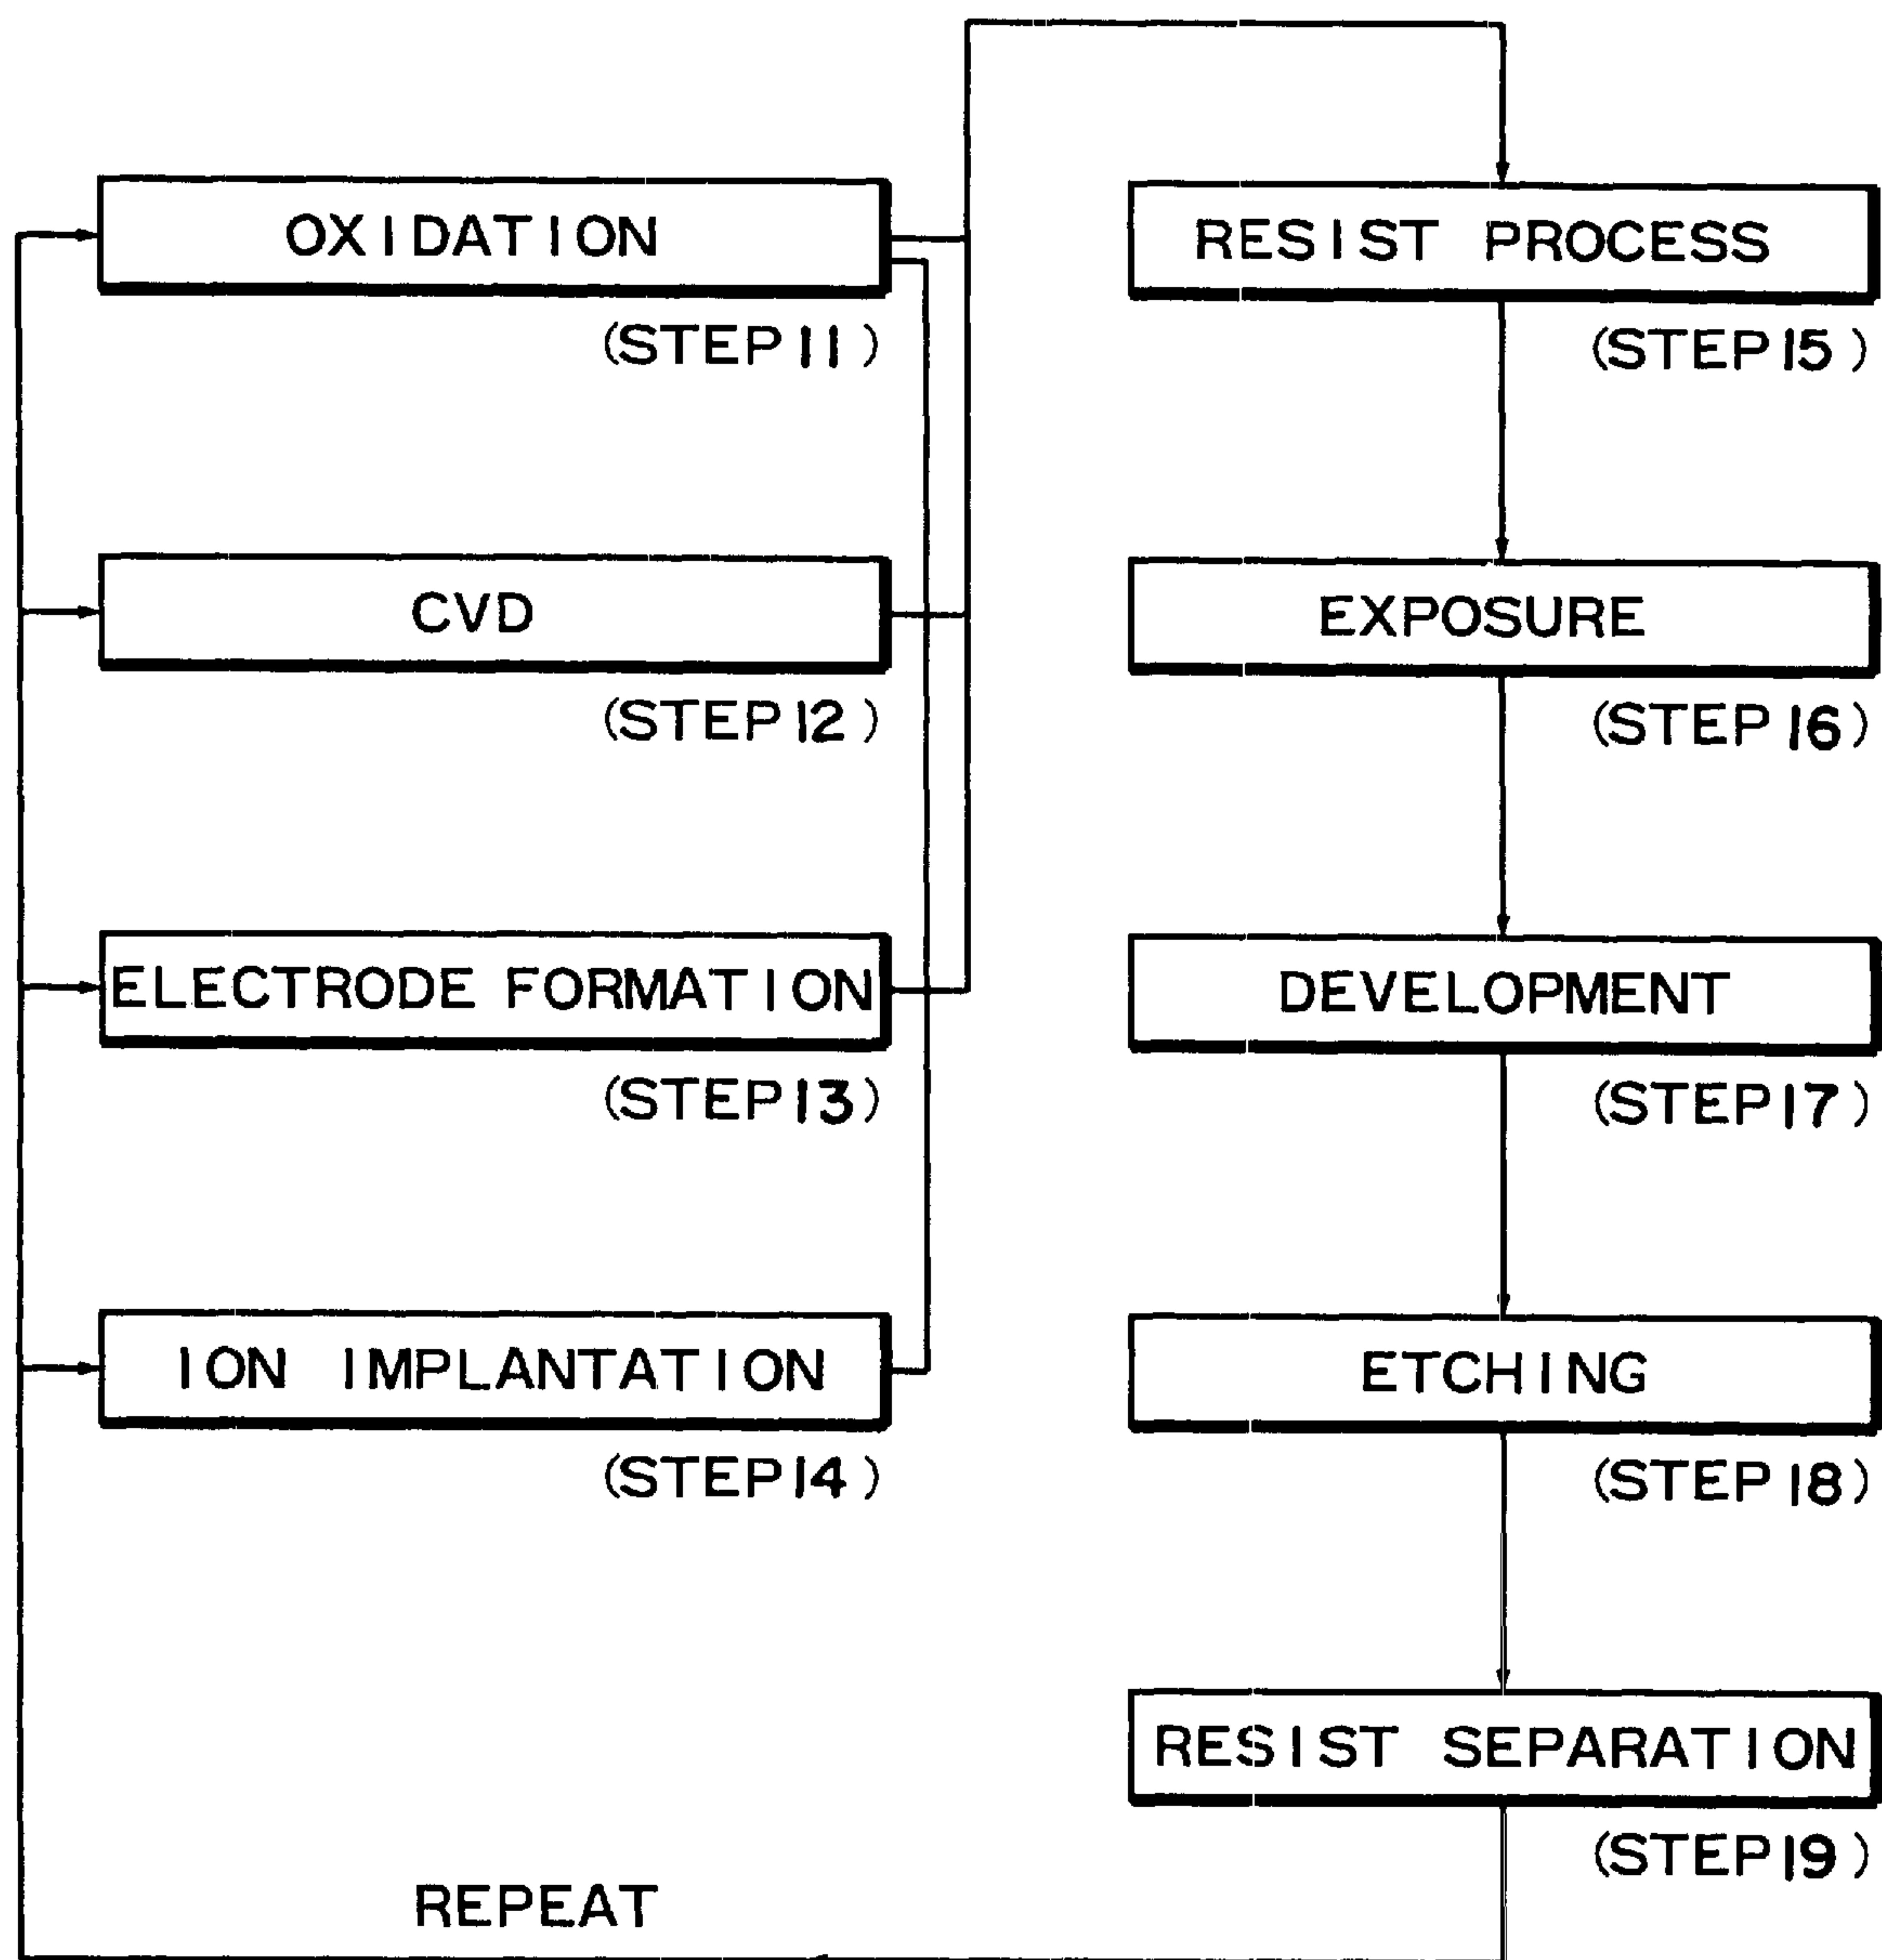 OXIDATION
(STEP 11)
CVD
(STEP 12)
ELECTRODE FORMATION
(STEP 13)
ION IMPLANTATION
(STEP 14)
RESIST PROCESS
(STEP 15)
EXPOSURE
(STEP 16)
DEVELOPMENT
(STEP 17)
ETCHING
(STEP 18)
RESIST SEPARATION
(STEP 19)
REPEAT